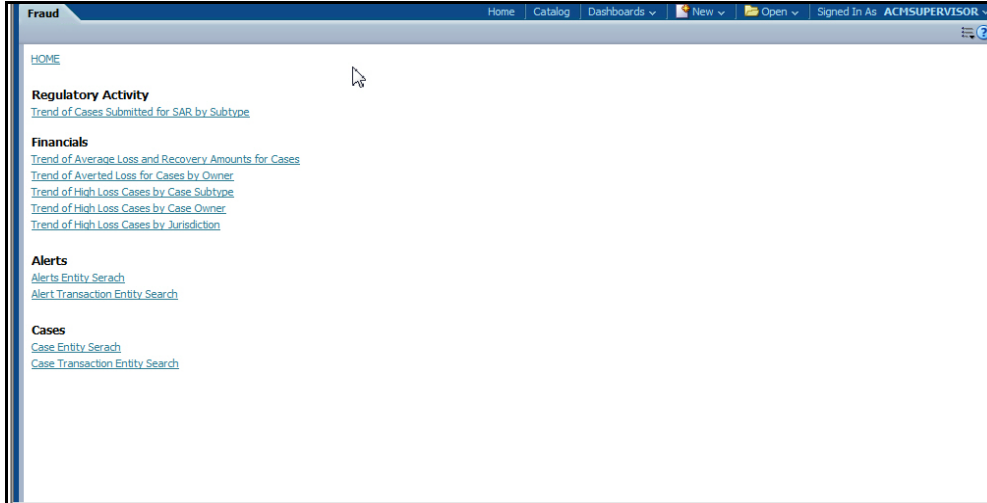 Fraud
Home Catalog Dashboards New Open Signed In As ACMSUPERVISOR
HOME
Regulatory Activity
Trend of Cases Submitted for SAR by Subtype
Financials
Trend of Average Loss and Recovery Amounts for Cases
Trend of Averted Loss for Cases by Owner
Trend of High Loss Cases by Case Subtype
Trend of High Loss Cases by Case Owner
Trend of High Loss Cases by Jurisdiction
Alerts
Alerts Entity Serach
Alert Transaction Entity Search
Cases
Case Entity Serach
Case Transaction Entity Search